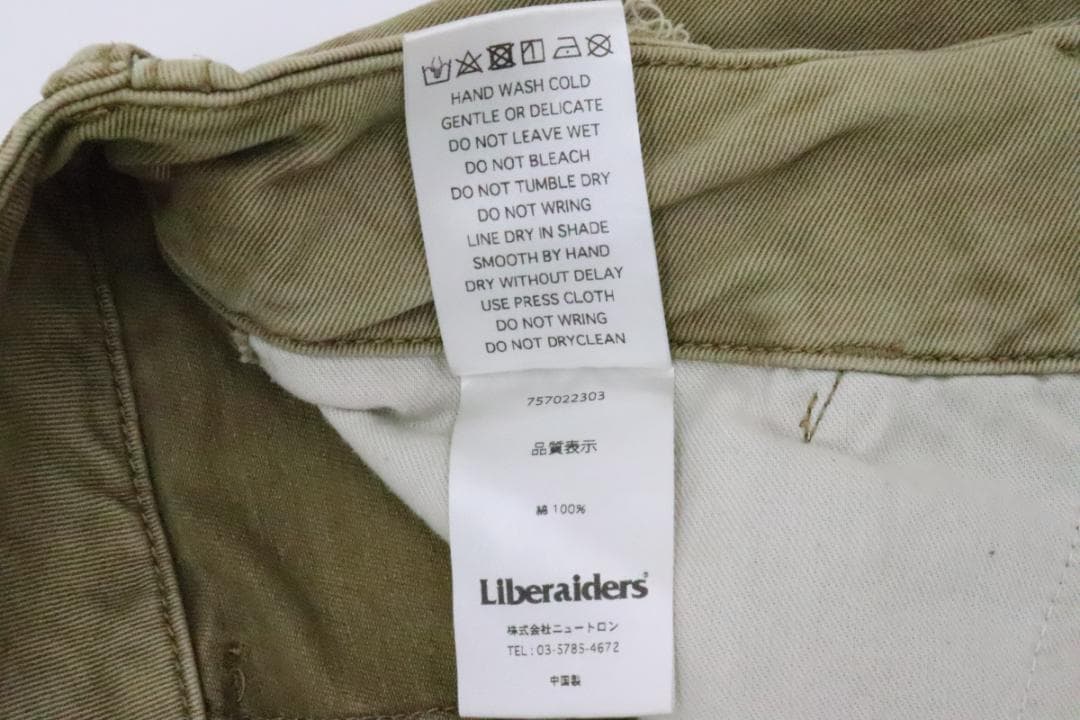 HAND WASH COLD
GENTLE OR DELICATE
DO NOT LEAVE WET
DO NOT BLEACH
DO NOT TUMBLE DRY
DO NOT WRING
LINE DRY IN SHADE
SMOOTH BY HAND
DRY WITHOUT DELAY
USE PRESS CLOTH
DO NOT WRING
DO NOT DRYCLEAN
757022303
品質表示
綿 100%
Liberaiders
株式会社ニュートロン
TEL : 03-5785-4672
中国製